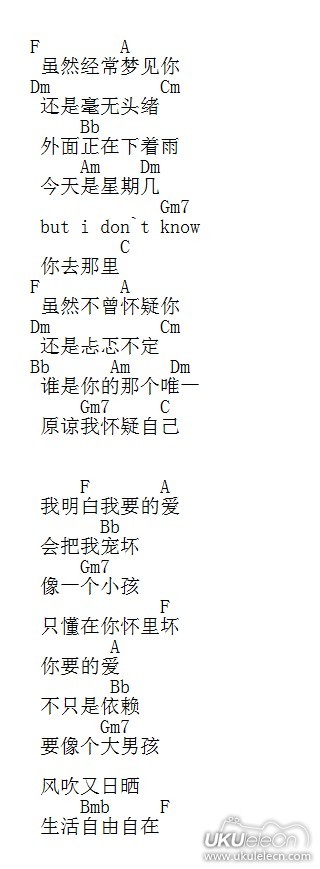 F A
虽然经常梦见你
Dm Cm
还是毫无头绪
Bb
外面正在下着雨
Am Dm
今天是星期几
Gm7
but i don`t know
C
你去那里
F A
虽然不曾怀疑你
Dm Cm
还是忐忑不定
Bb Am Dm
谁是你的那个唯一
Gm7 C
原谅我怀疑自己
F A
我明白我要的爱
Bb
会把我宠坏
Gm7
像一个小孩
F
只懂在你怀里坏
A
你要的爱
Bb
不只是依赖
Gm7
要像个大男孩
风吹又日晒
Bmb F
生活自由自在
UKUelecn.com
www.ukulelecn.com